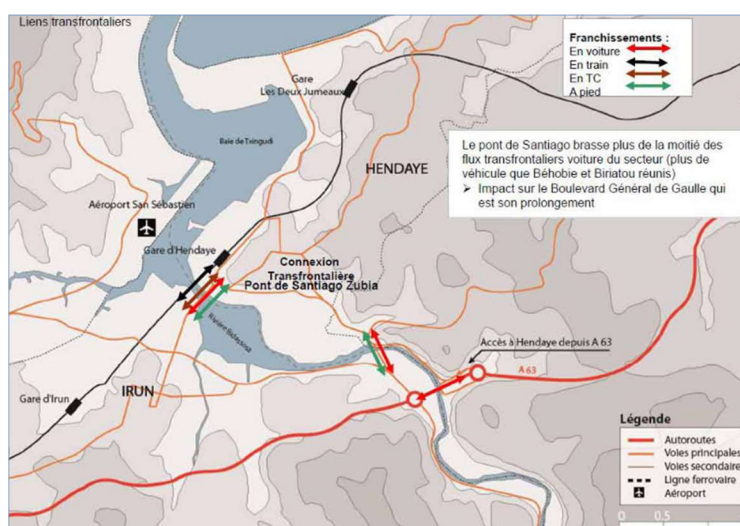 Liens transfrontaliers
Franchissements :
En voiture
En train
En TC
A pied
Gare
Les Deux Jumeaux
Baie de Txingudi
HENDAYE
Le pont de Santiago brasse plus de la moitié des
flux transfrontaliers voiture du secteur (plus de
véhicule que Béhobie et Biriatou réunis)
➢ Impact sur le Boulevard Général de Gaulle qui
est son prolongement
Aéroport San Sébastien
Gare d'Hendaye
Connexion
Transfrontalière
Pont de Santiago Zubia
Rivière Bidassoa
Accès à Hendaye depuis A 63
A 63
IRUN
Gare d'Irun
Légende
Autoroutes
Voies principales
Voies secondaire
Ligne ferrovaire
Aéroport
0 0,5